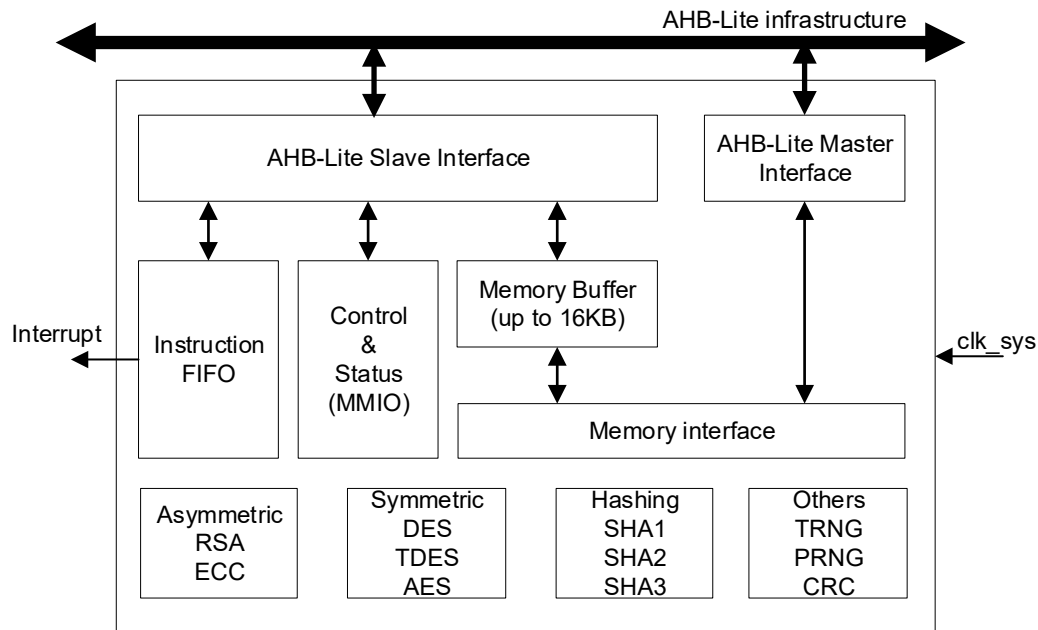 AHB-Lite infrastructure
AHB-Lite Slave Interface
AHB-Lite Master
Interface
Instruction
FIFO
Control
&
Status
(MMIO)
Memory Buffer
(up to 16KB)
Interrupt
clk_sys
Memory interface
Asymmetric
RSA
ECC
Symmetric
DES
TDES
AES
Hashing
SHA1
SHA2
SHA3
Others
TRNG
PRNG
CRC